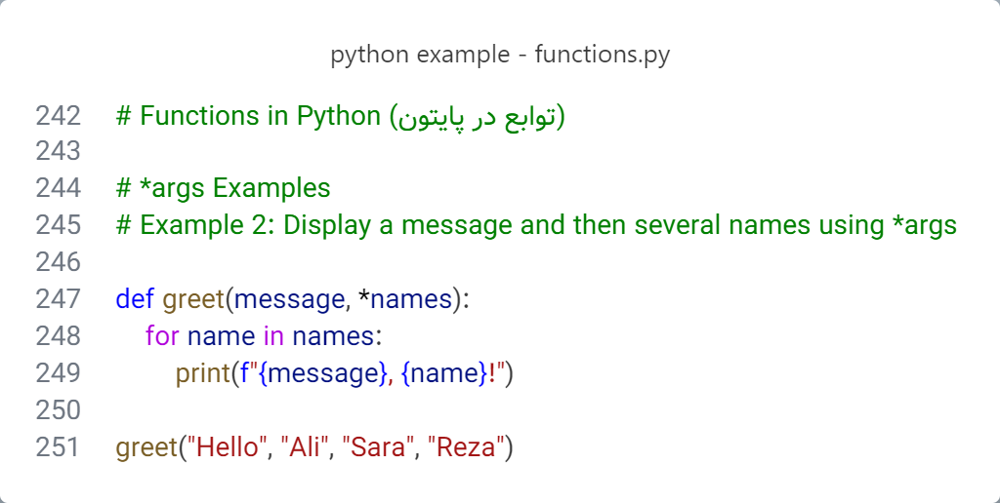 python example - functions.py
242 # Functions in Python (توابع در پایتون)
243
244 # *args Examples
245 # Example 2: Display a message and then several names using *args
246
247 def greet(message, *names):
248     for name in names:
249         print(f"{message}, {name}!")
250
251 greet("Hello", "Ali", "Sara", "Reza")